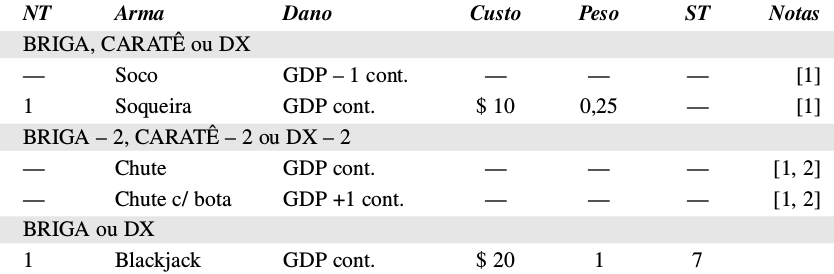 NT Arma Dano Custo Peso ST Notas
BRIGA, CARATÊ ou DX
— Soco GDP – 1 cont. — — — [1]
1 Soqueira GDP cont. $ 10 0,25 — [1]
BRIGA – 2, CARATÊ – 2 ou DX – 2
— Chute GDP cont. — — — [1, 2]
— Chute c/ bota GDP +1 cont. — — — [1, 2]
BRIGA ou DX
1 Blackjack GDP cont. $ 20 1 7